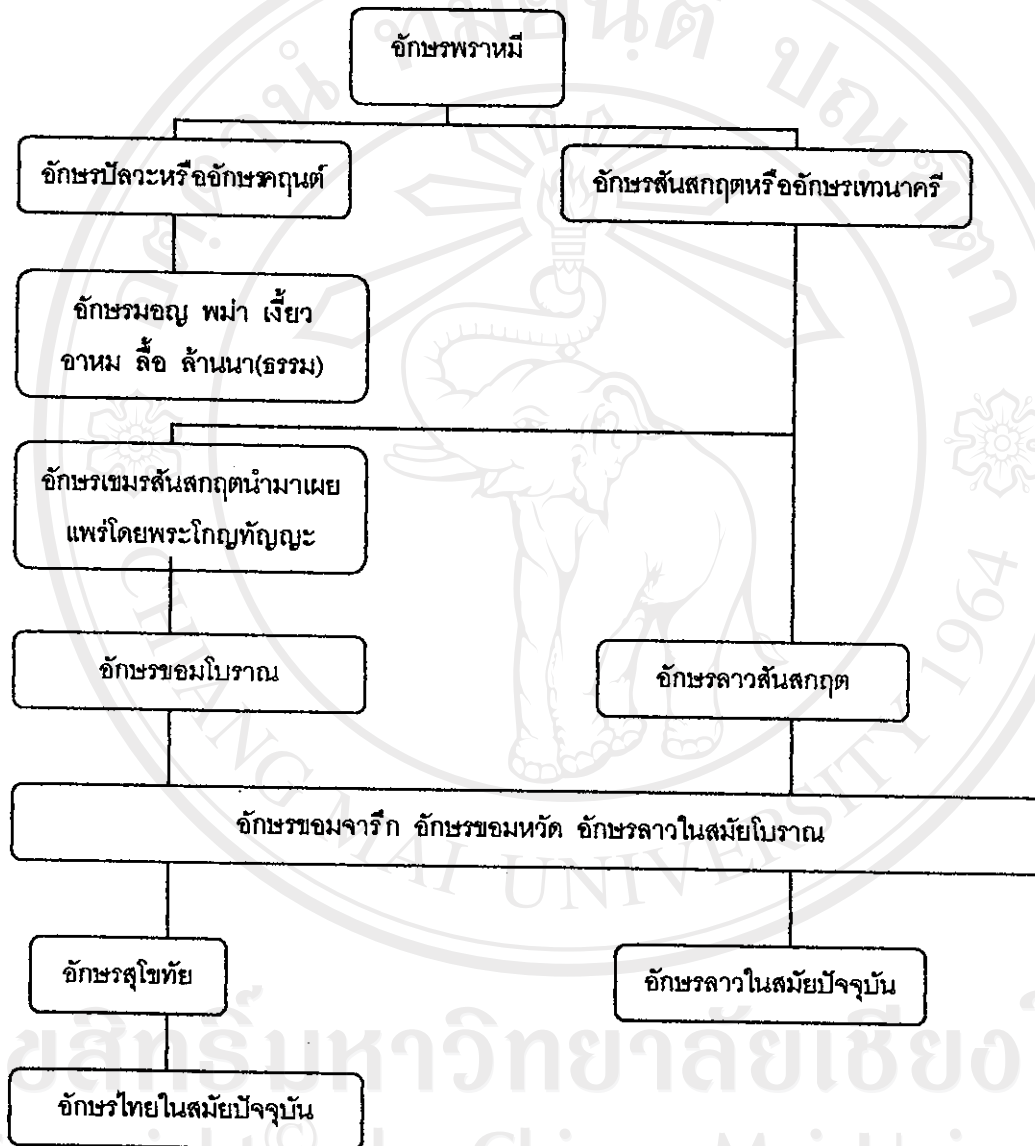 อักษรพราหมี
อักษรปัลวะหรืออักษรคฤนต์
อักษรสันสกฤตหรืออักษรเทวนาครี
อักษรมอญ พม่า เงี้ยว
อาหม ลื้อ ล้านนา(ธรรม)
อักษรเขมรสันสกฤตนำมาเผย
แพร่โดยพระโกญทัญญะ
อักษรขอมโบราณ
อักษรลาวสันสกฤต
อักษรขอมจารึก อักษรขอมหวัด อักษรลาวในสมัยโบราณ
อักษรสุโขทัย
อักษรลาวในสมัยปัจจุบัน
อักษรไทยในสมัยปัจจุบัน
CHIANG MAI UNIVERSITY 1964
ขสิทธิ์มหาวิทยาลัยเชียง